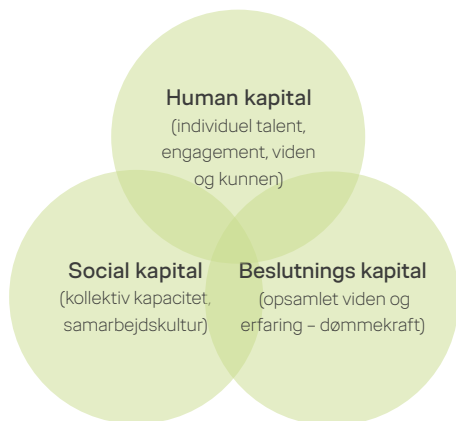 Human kapital
(individuel talent,
engagement, viden
og kunnen)
Social kapital
(kollektiv kapacitet,
samarbejdskultur)
Beslutnings kapital
(opsamlet viden og
erfaring – dømmekraft)